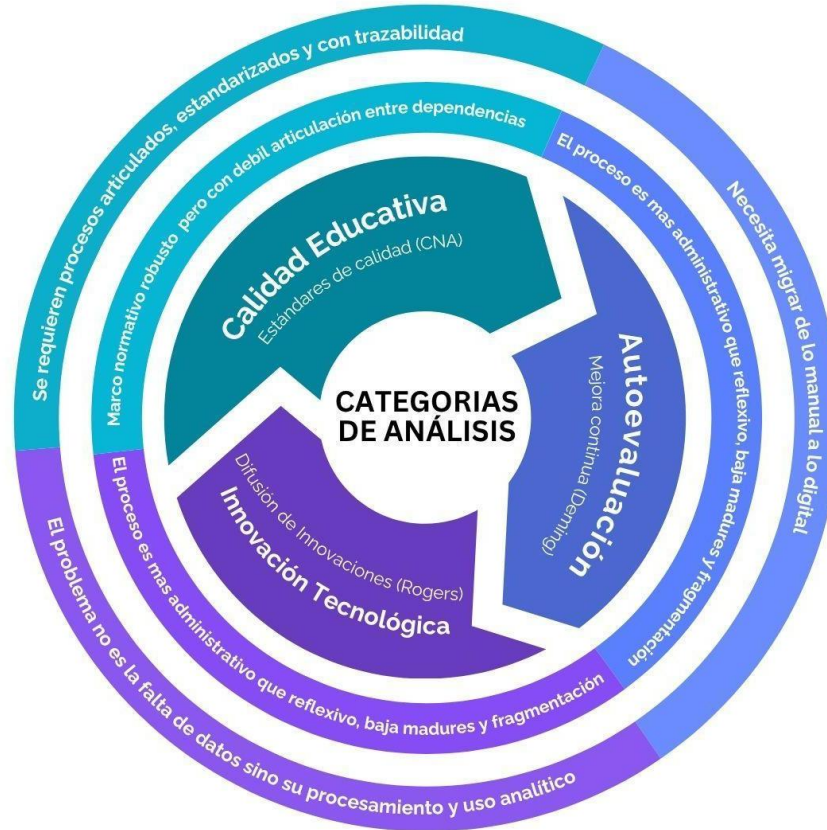 CATEGORIAS
DE ANÁLISIS
Calidad Educativa
Estándares de calidad (CNA)
Marco normativo robusto pero con debil articulación entre dependencias
Se requieren procesos articulados, estandarizados y con trazabilidad
Autoevaluación
Mejora continua (Deming)
El proceso es mas administrativo que reflexivo, baja madures y fragmentación
Necesita migrar de lo manual a lo digital
Difusión de Innovaciones (Rogers)
Innovación Tecnológica
El proceso es mas administrativo que reflexivo, baja madures y fragmentación
El problema no es la falta de datos sino su procesamiento y uso analítico